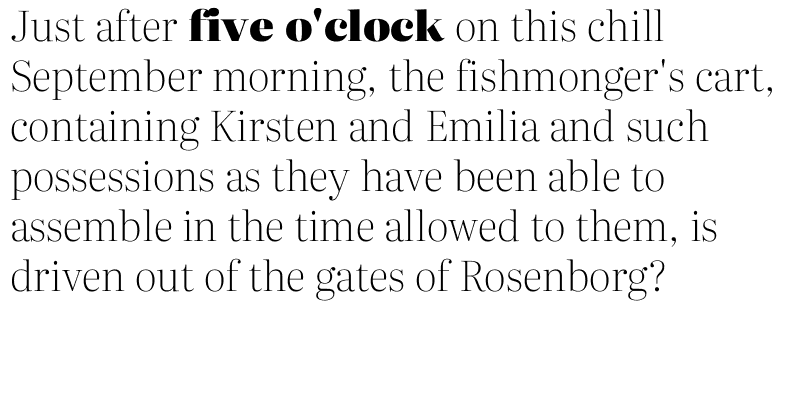 Just after five o'clock on this chill
September morning, the fishmonger's cart,
containing Kirsten and Emilia and such
possessions as they have been able to
assemble in the time allowed to them, is
driven out of the gates of Rosenborg?